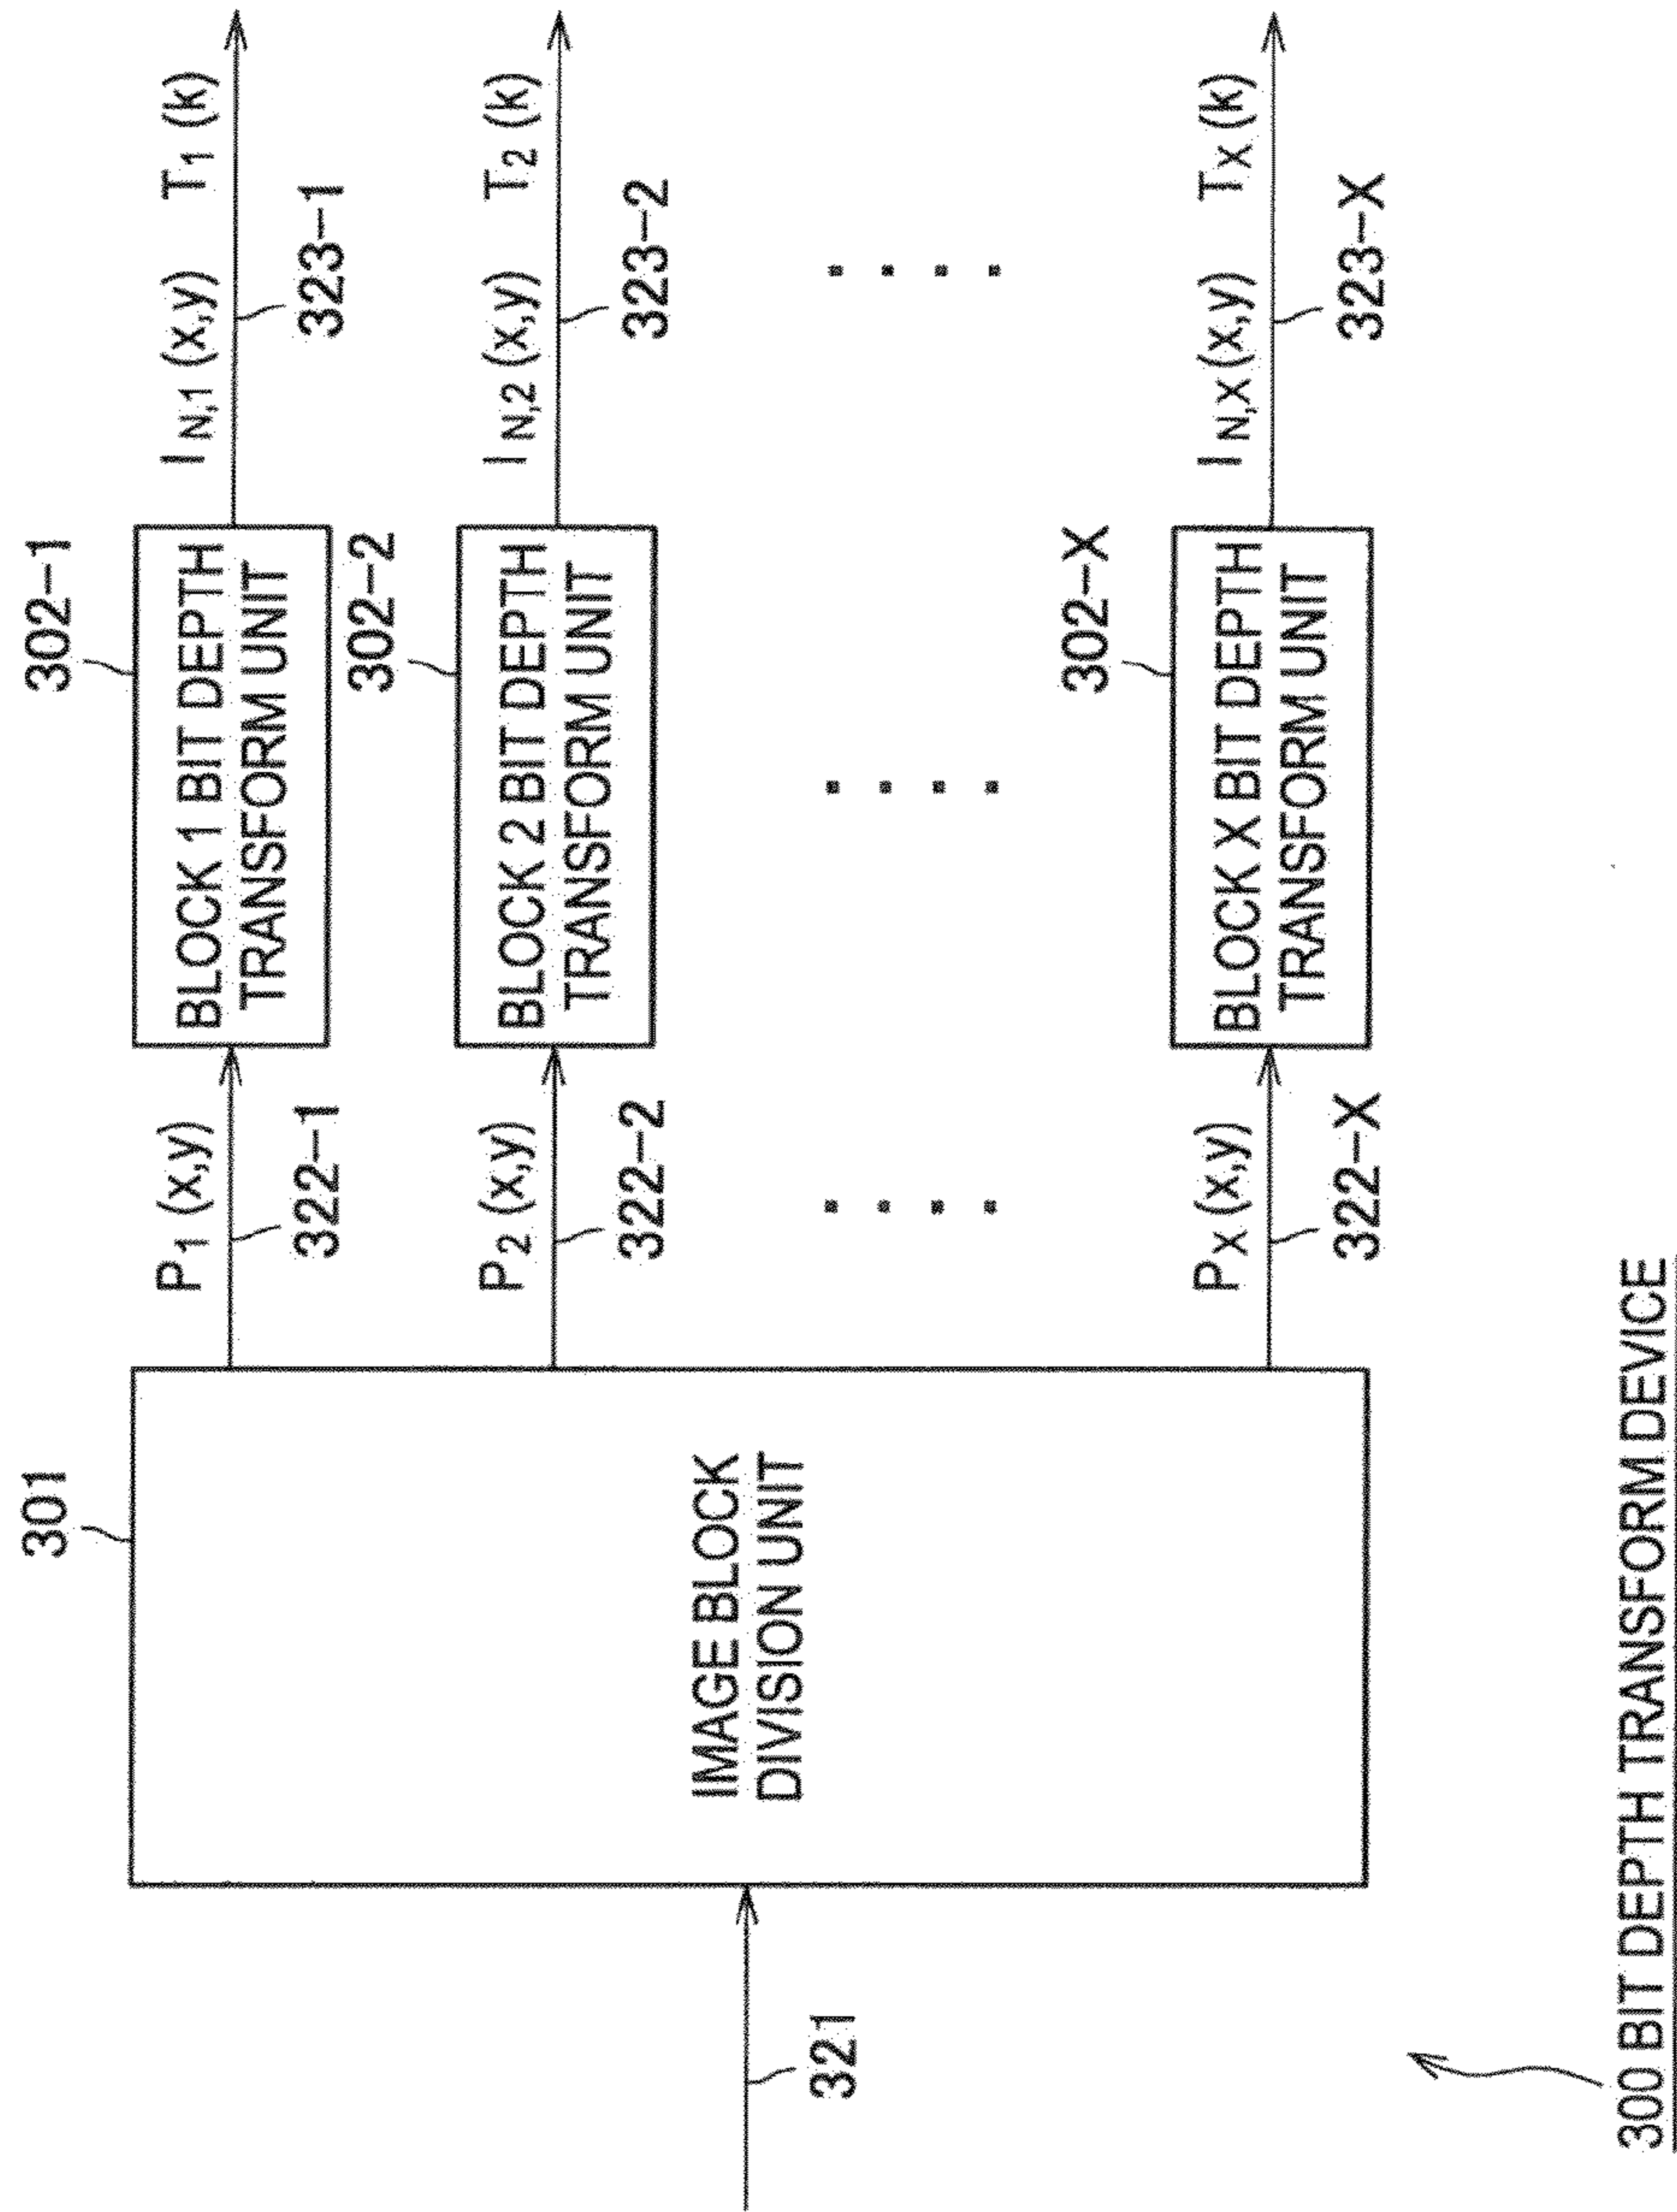 301
IMAGE BLOCK
DIVISION UNIT
321
P1 (x,y)
322-1
302-1
BLOCK 1 BIT DEPTH
TRANSFORM UNIT
IN,1 (x,y) T1 (k)
323-1
P2 (x,y)
322-2
302-2
BLOCK 2 BIT DEPTH
TRANSFORM UNIT
IN,2 (x,y) T2 (k)
323-2
PX (x,y)
322-X
302-X
BLOCK X BIT DEPTH
TRANSFORM UNIT
IN,X (x,y) TX (k)
323-X
300 BIT DEPTH TRANSFORM DEVICE